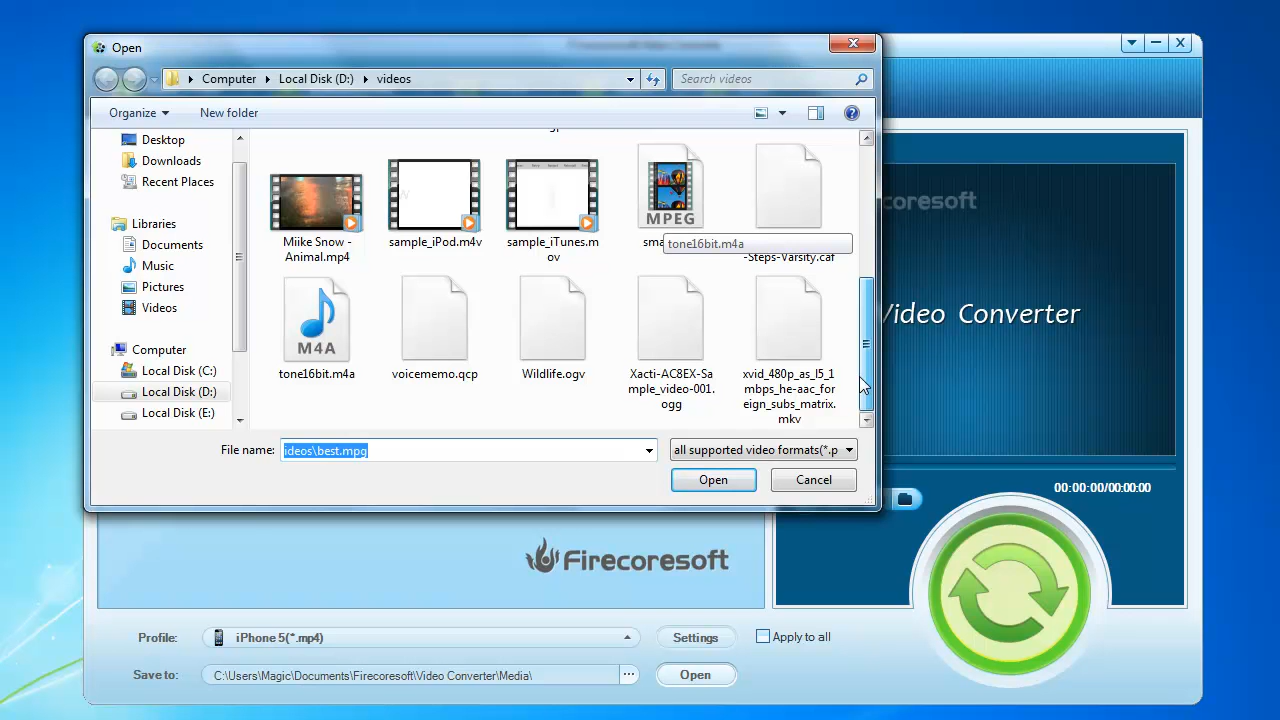 Open
Computer
Local Disk (D:)
videos
Search videos
Organize
New folder
Desktop
Downloads
Recent Places
Libraries
Documents
Music
Pictures
Videos
Computer
Local Disk (C:)
Local Disk (D:)
Local Disk (E:)
MPEG
Miike Snow -
Animal.mp4
sample_iPod.m4v
sample_iTunes.m
ov
tone16bit.m4a
-Steps-Varsity.caf
M4A
tone16bit.m4a
voicememo.qcp
Wildlife.ogv
Xacti-AC8EX-Sa
mple_video-001.
ogg
xvid_480p_as_l5_1
mbps_he-aac_for
eign_subs_matrix.
mkv
File name:
ideos\best.mpg
all supported video formats(*.p
Open
Cancel
Video Converter
00:00:00/00:00:00
Firecoresoft
Profile:
iPhone 5(*.mp4)
Settings
Apply to all
Save to:
C:\Users\Magic\Documents\Firecoresoft\Video Converter\Media\
...
Open